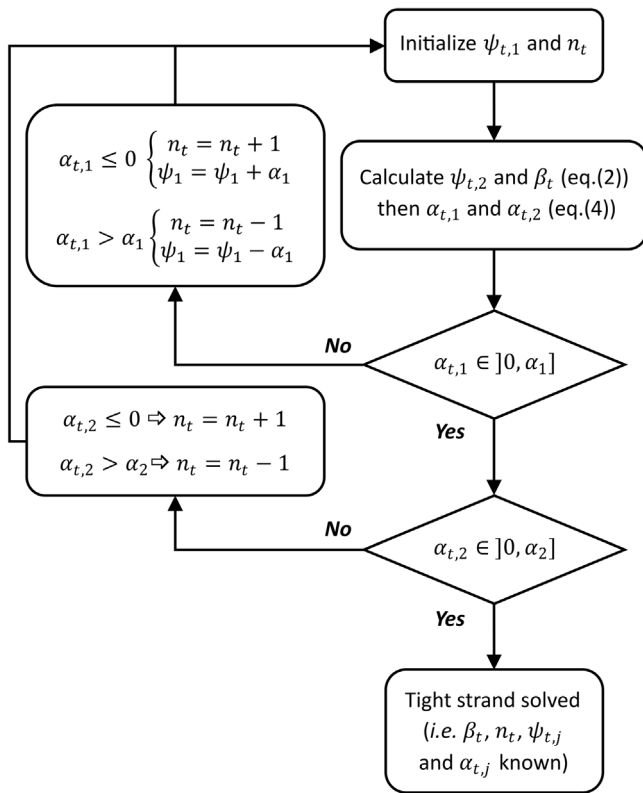 Initialize ψ_{t,1} and n_t
α_{t,1} ≤ 0 { n_t = n_t + 1
ψ_1 = ψ_1 + α_1
α_{t,1} > α_1 { n_t = n_t − 1
ψ_1 = ψ_1 − α_1
Calculate ψ_{t,2} and β_t (eq.(2))
then α_{t,1} and α_{t,2} (eq.(4))
No
α_{t,1} ∈ ]0, α_1]
Yes
α_{t,2} ≤ 0 ⇨ n_t = n_t + 1
α_{t,2} > α_2 ⇨ n_t = n_t − 1
No
α_{t,2} ∈ ]0, α_2]
Yes
Tight strand solved
(i.e. β_t, n_t, ψ_{t,j}
and α_{t,j} known)